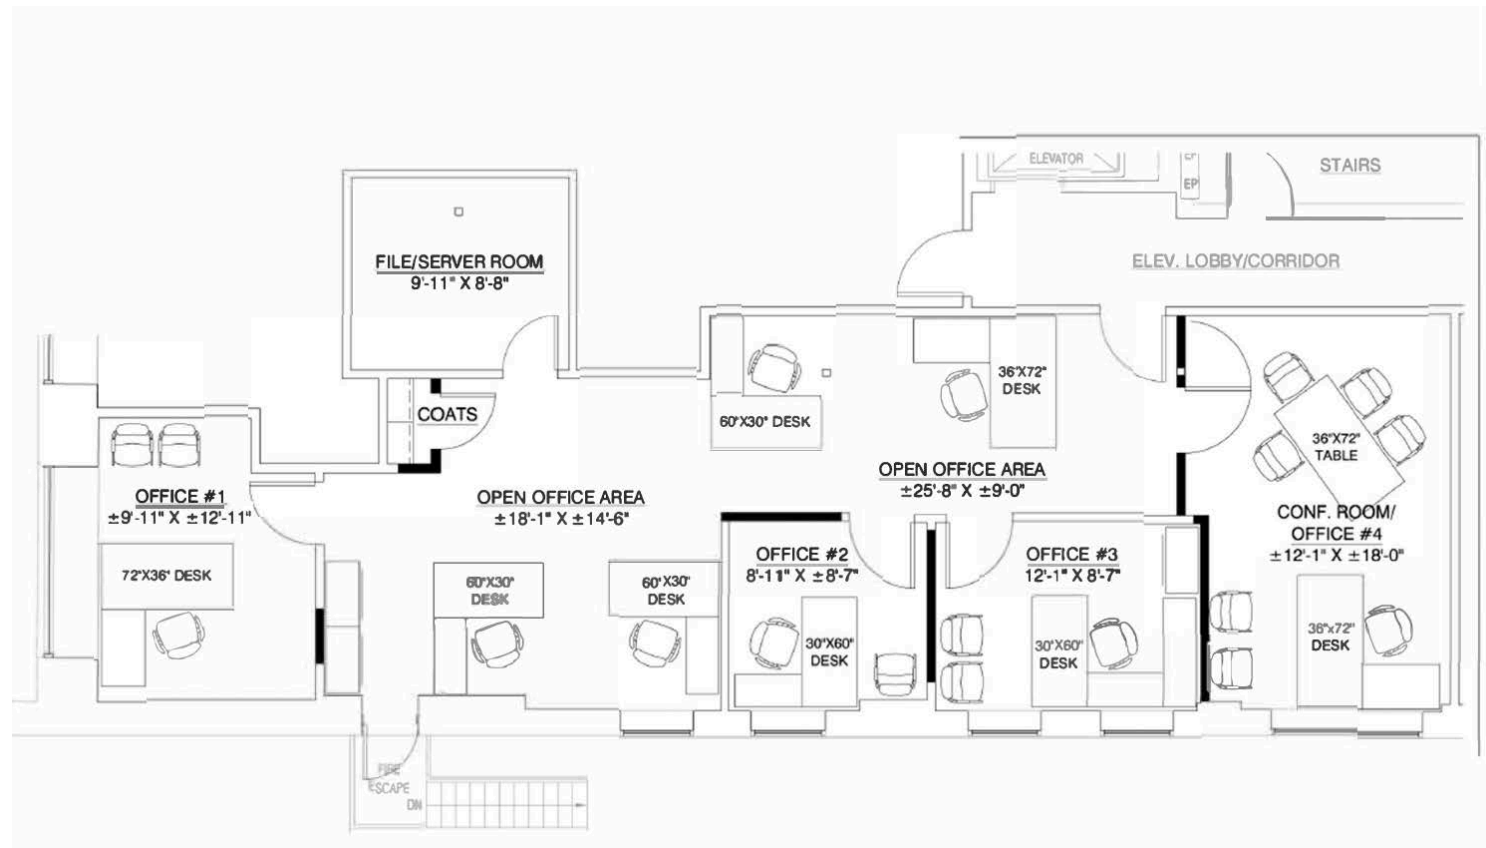 ELEVATOR
EP
EP
STAIRS
ELEV. LOBBY/CORRIDOR
FILE/SERVER ROOM
9'-11" X 8'-8"
COATS
60"X30" DESK
36"X72"
DESK
OPEN OFFICE AREA
±25'-8" X ±9'-0"
36"X72"
TABLE
OFFICE #1
±9'-11" X ±12'-11"
OPEN OFFICE AREA
±18'-1" X ±14'-6"
CONF. ROOM/
OFFICE #4
±12'-1" X ±18'-0"
OFFICE #2
8'-11" X ±8'-7"
OFFICE #3
12'-1" X 8'-7"
72"X36" DESK
60"X30"
DESK
60"X30"
DESK
30"X60"
DESK
30"X60"
DESK
36"x72"
DESK
FIRE
ESCAPE
DN